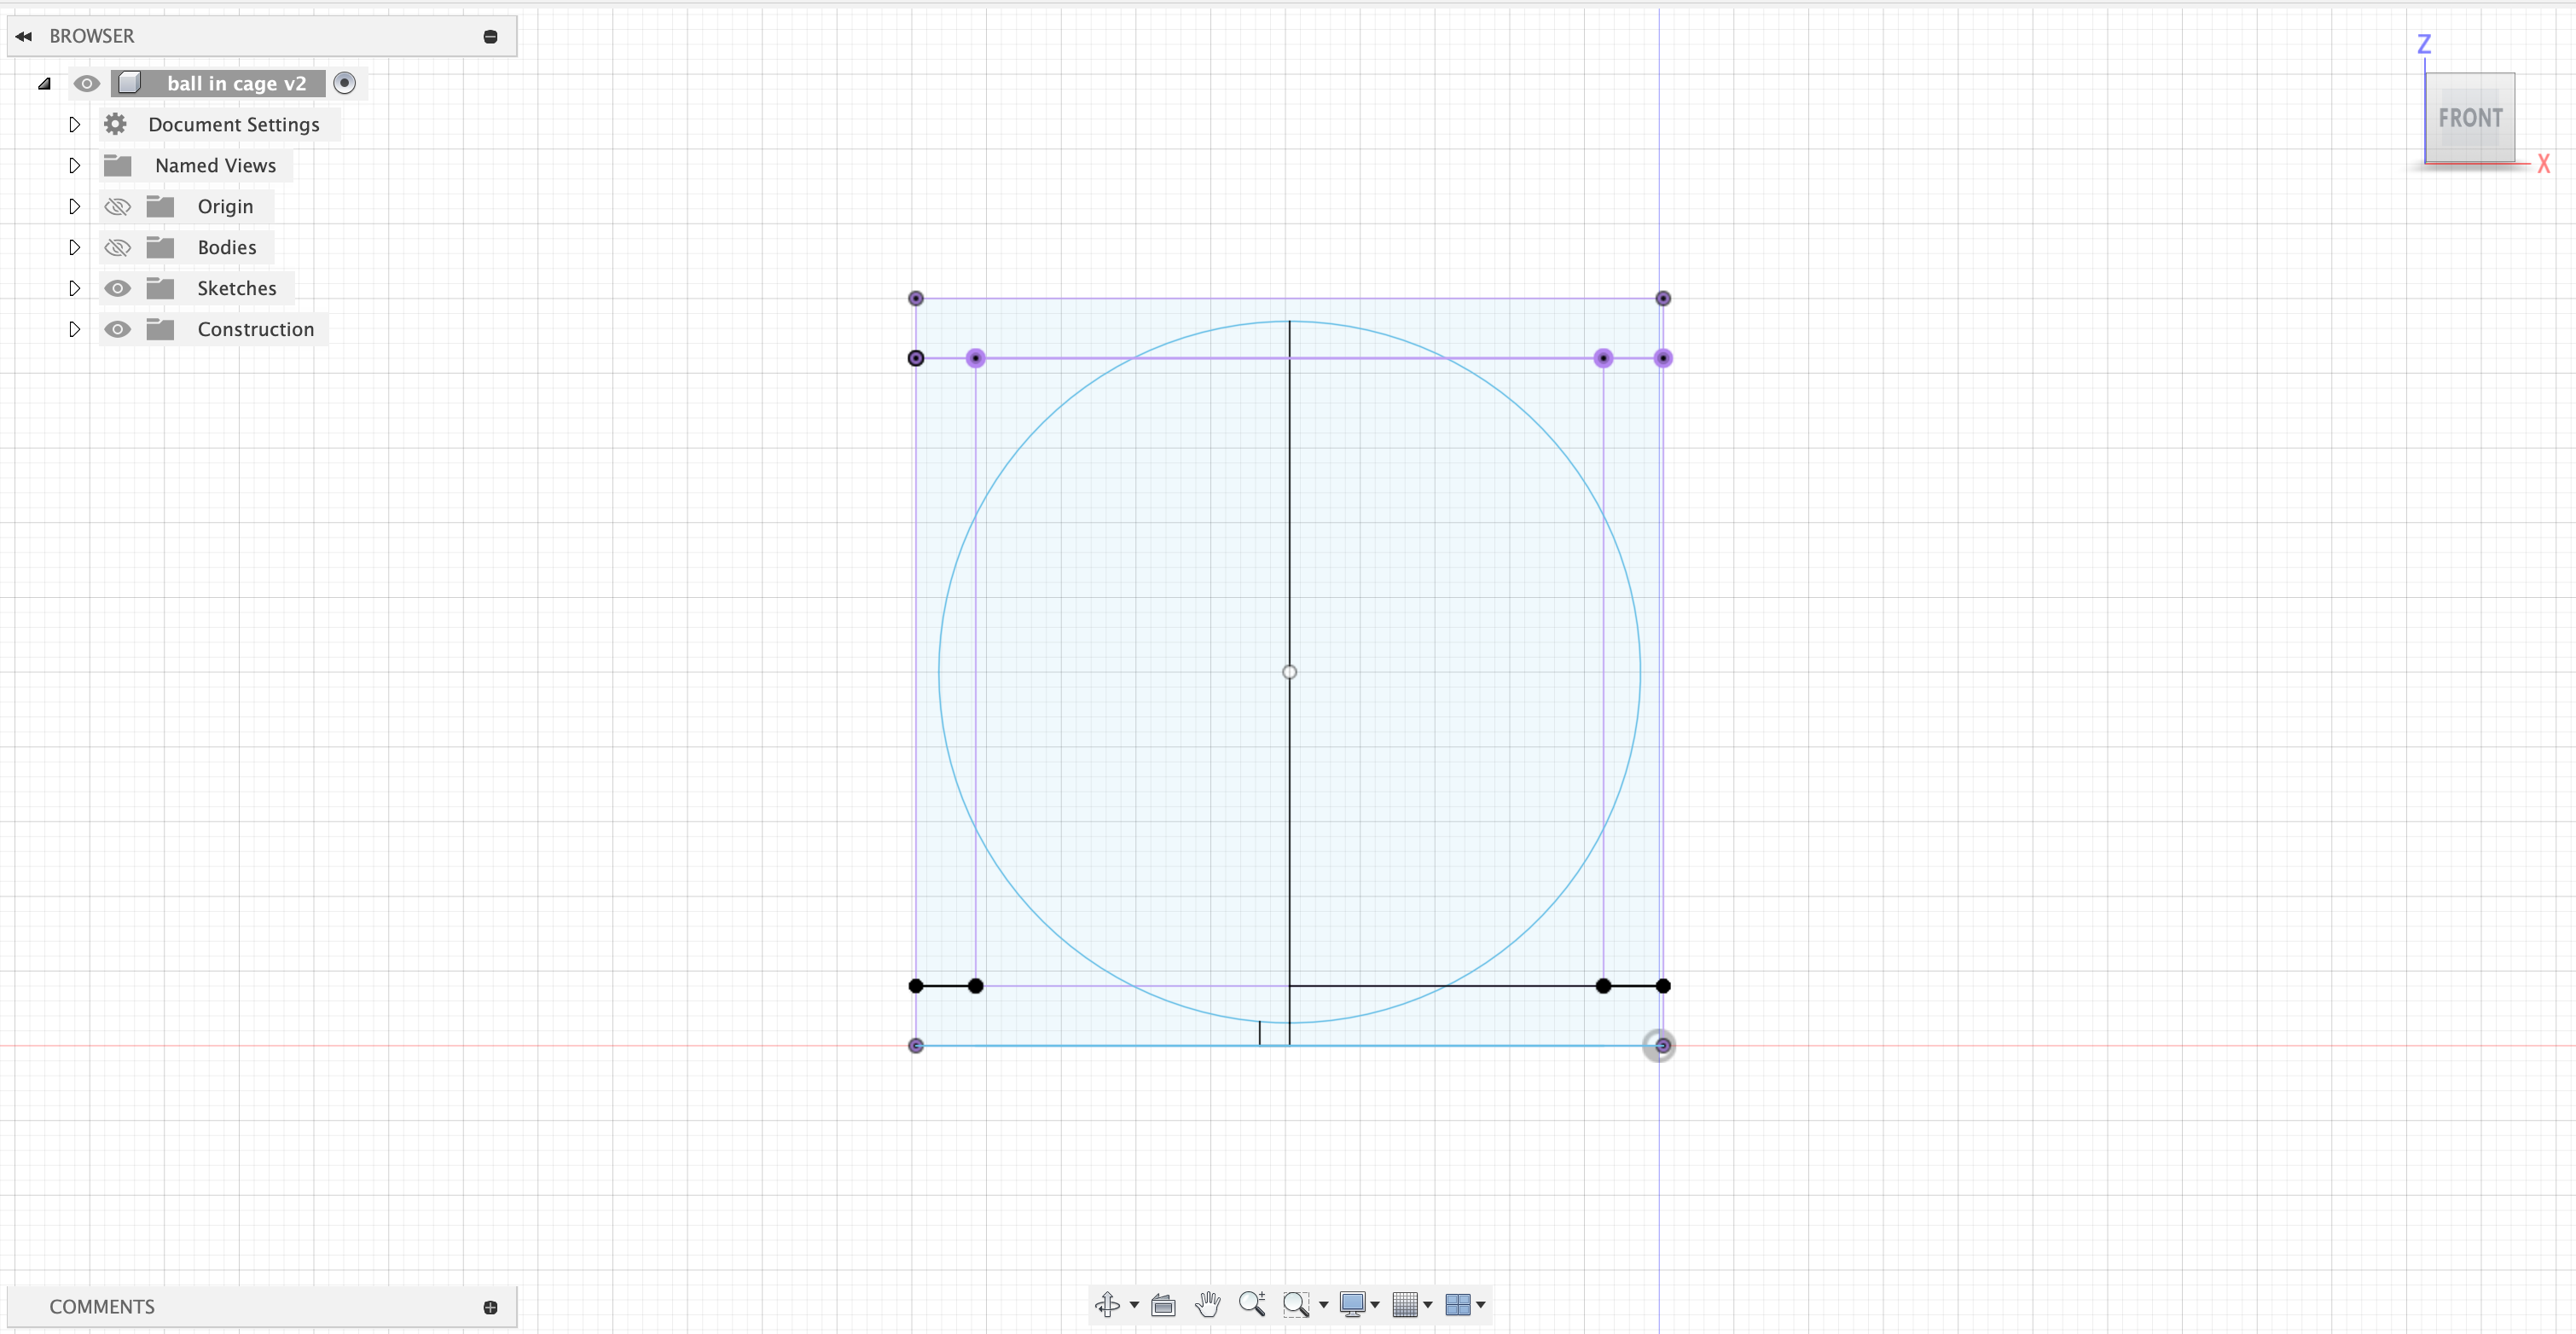 BROWSER
ball in cage v2
Document Settings
Named Views
Origin
Bodies
Sketches
Construction
Z
FRONT
X
COMMENTS